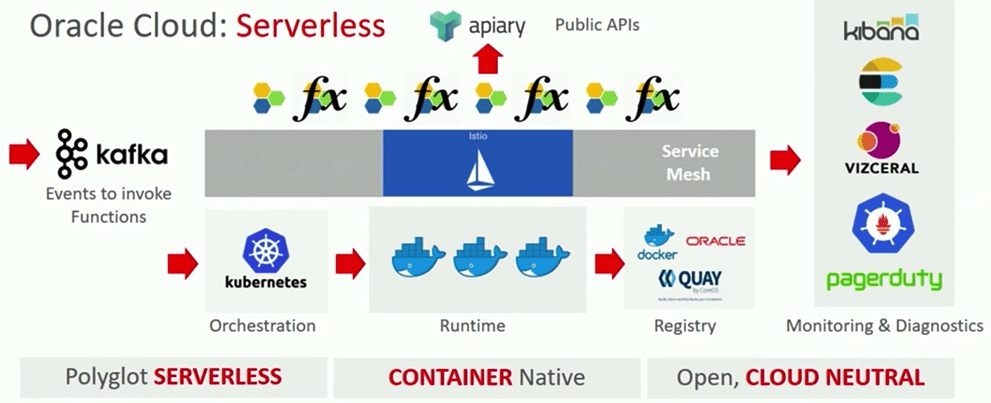 Oracle Cloud: Serverless
apiary
Public APIs
fx fx fx fx
kafka
Events to invoke
Functions
Istio
Service
Mesh
kubernetes
Orchestration
Runtime
docker
ORACLE
QUAY
by CoreOS
Registry
kibana
VIZCERAL
pagerduty
Monitoring & Diagnostics
Polyglot SERVERLESS
CONTAINER Native
Open, CLOUD NEUTRAL